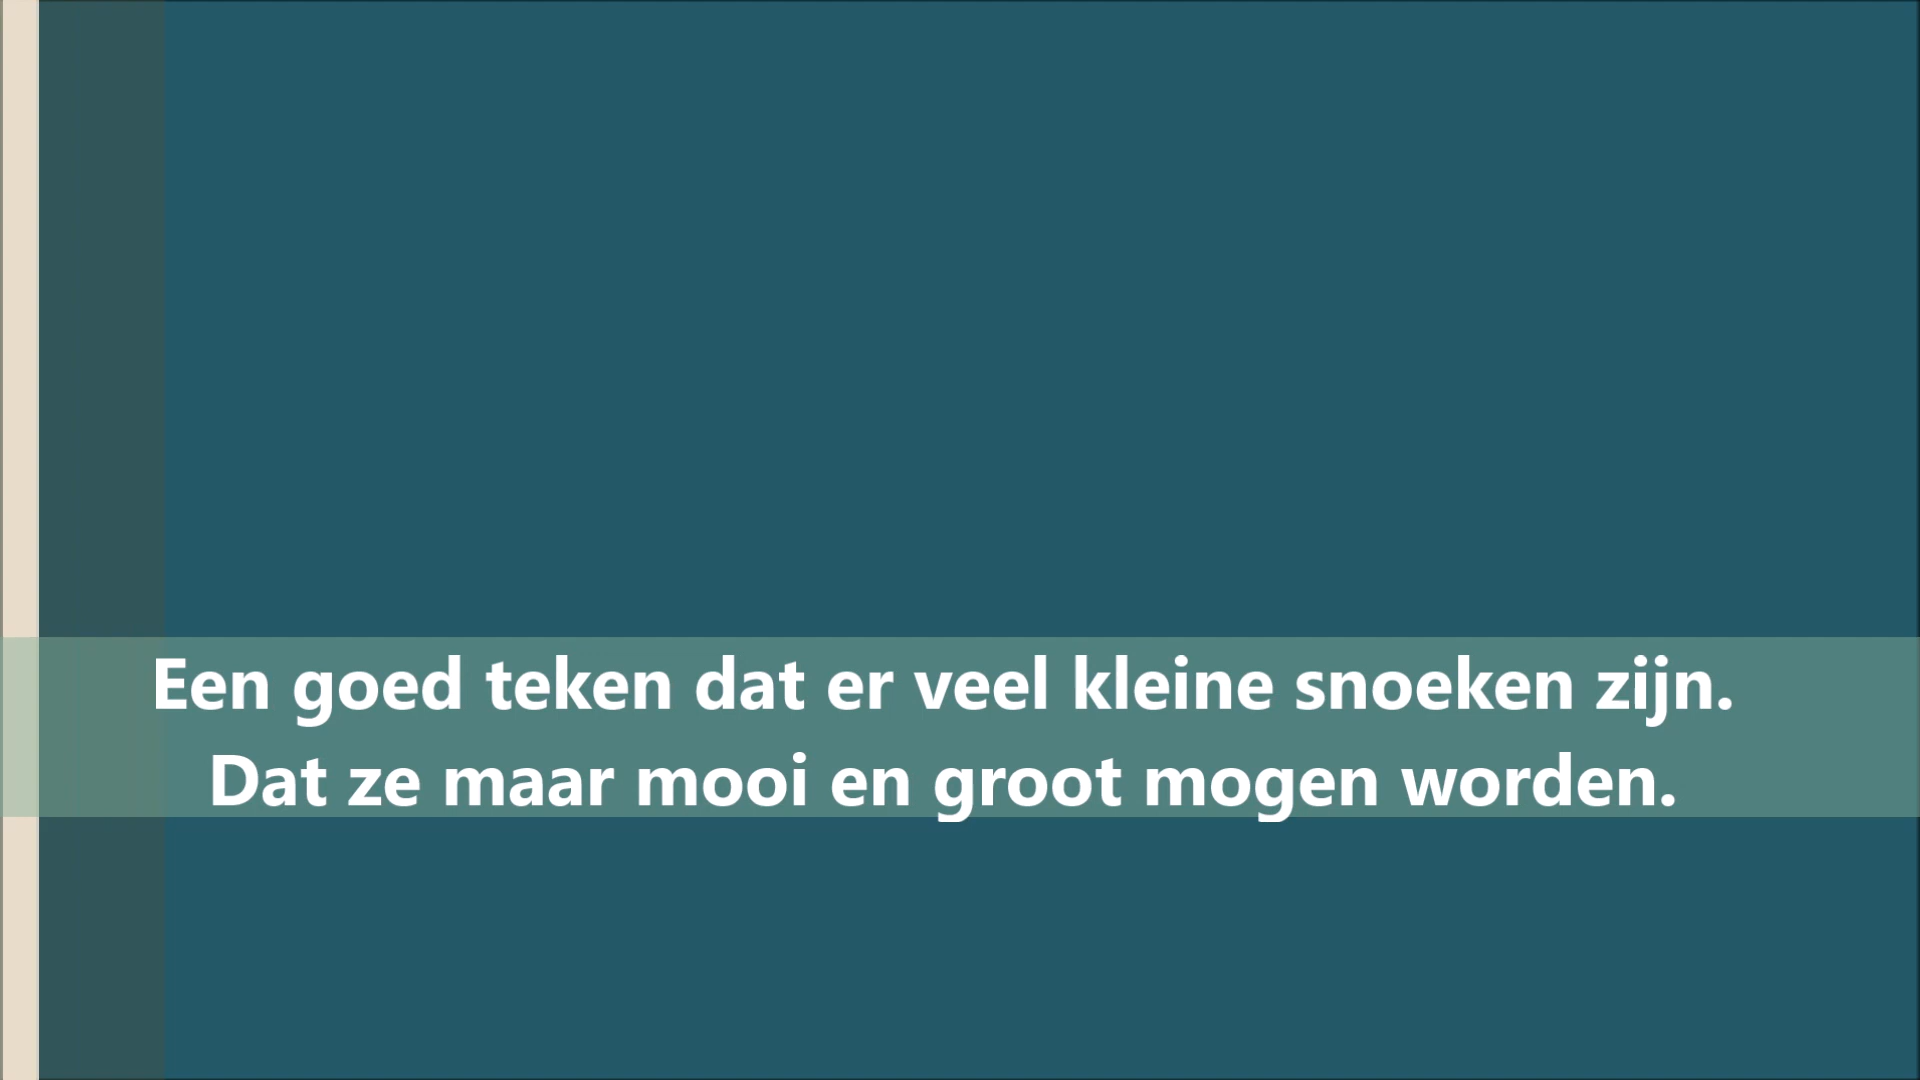 Een goed teken dat er veel kleine snoeken zijn.
Dat ze maar mooi en groot mogen worden.